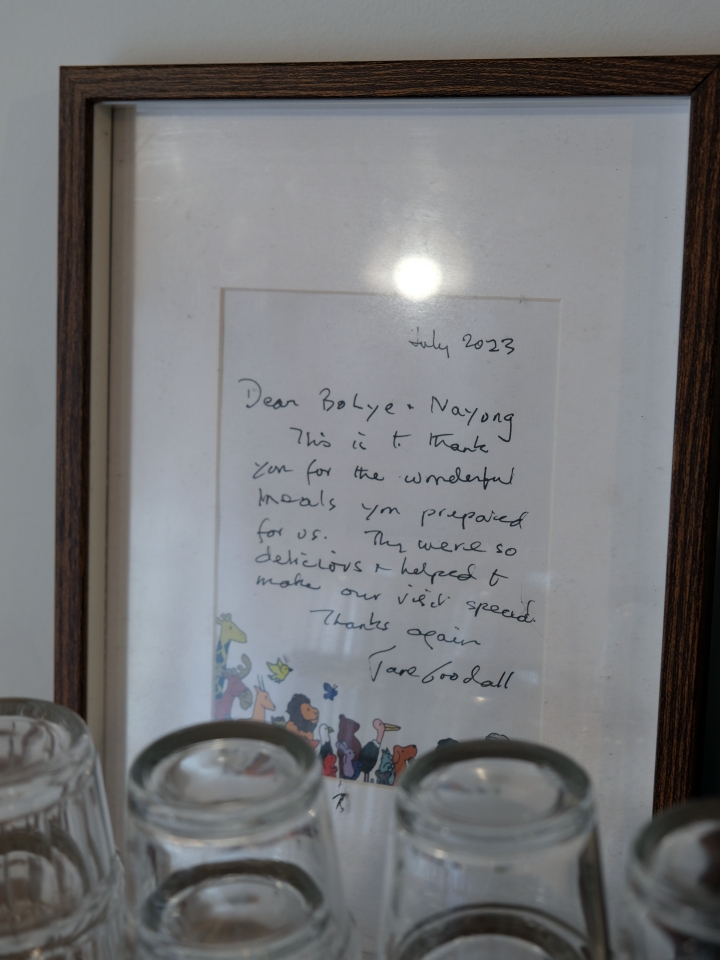 July 2023
Dear Bohye + Nayong
This is to thank
you for the wonderful
meals you prepared
for us. They were so
delicious + helped to
make our visit special.
Thanks again
Jane Goodall